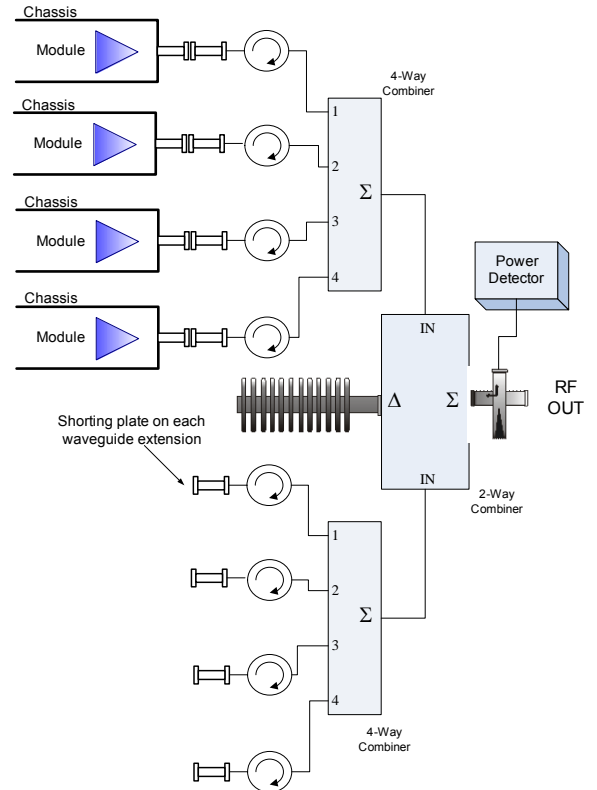 Chassis
Module
Chassis
Module
Chassis
Module
Chassis
Module
4-Way
Combiner
1
2
3
4
Σ
Power
Detector
IN
Δ
Σ
IN
RF
OUT
2-Way
Combiner
Shorting plate on each
waveguide extension
1
2
3
4
Σ
4-Way
Combiner